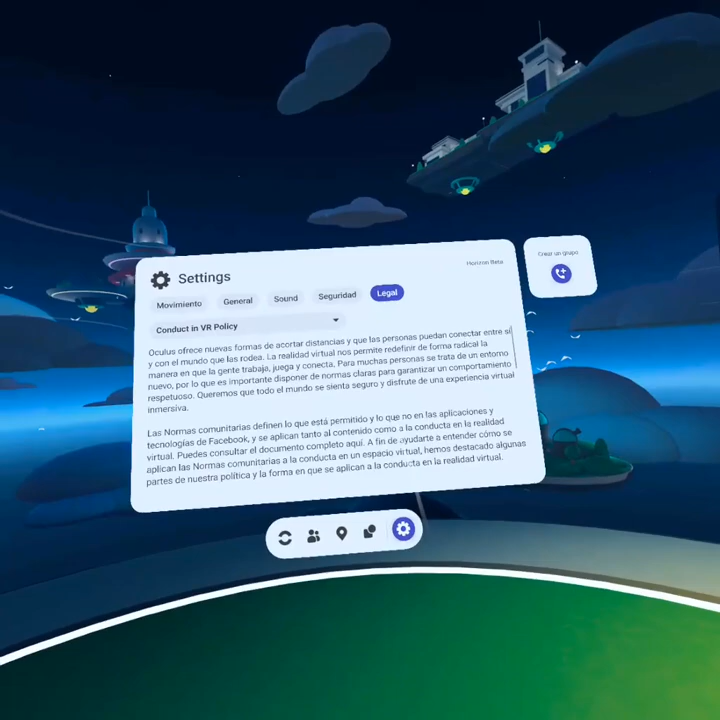 Settings
Horizon Beta
Crear un grupo
Movimiento
General
Sound
Seguridad
Legal
Conduct in VR Policy
Oculus ofrece nuevas formas de acortar distancias y que las personas puedan conectar entre sí
y con el mundo que las rodea. La realidad virtual nos permite redefinir de forma radical la
manera en que la gente trabaja, juega y conecta. Para muchas personas se trata de un entorno
nuevo, por lo que es importante disponer de normas claras para garantizar un comportamiento
respetuoso. Queremos que todo el mundo se sienta seguro y disfrute de una experiencia virtual
inmersiva.
Las Normas comunitarias definen lo que está permitido y lo que no en las aplicaciones y
tecnologías de Facebook, y se aplican tanto al contenido como a la conducta en la realidad
virtual. Puedes consultar el documento completo aquí. A fin de ayudarte a entender cómo se
aplican las Normas comunitarias a la conducta en un espacio virtual, hemos destacado algunas
partes de nuestra política y la forma en que se aplican a la conducta en la realidad virtual.